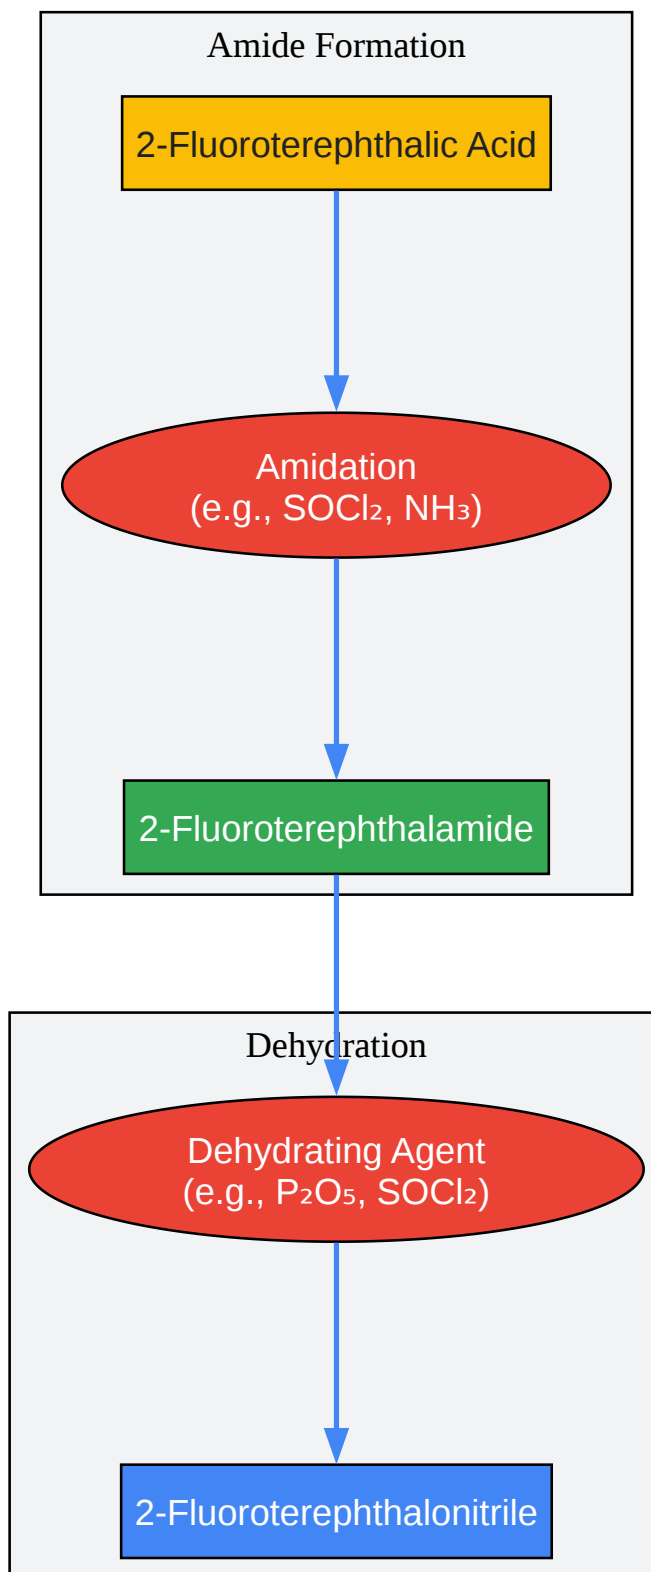 Amide Formation
2-Fluoroterephthalic Acid
Amidation
(e.g., SOCl₂, NH₃)
2-Fluoroterephthalamide
Dehydration
Dehydrating Agent
(e.g., P₂O₅, SOCl₂)
2-Fluoroterephthalonitrile